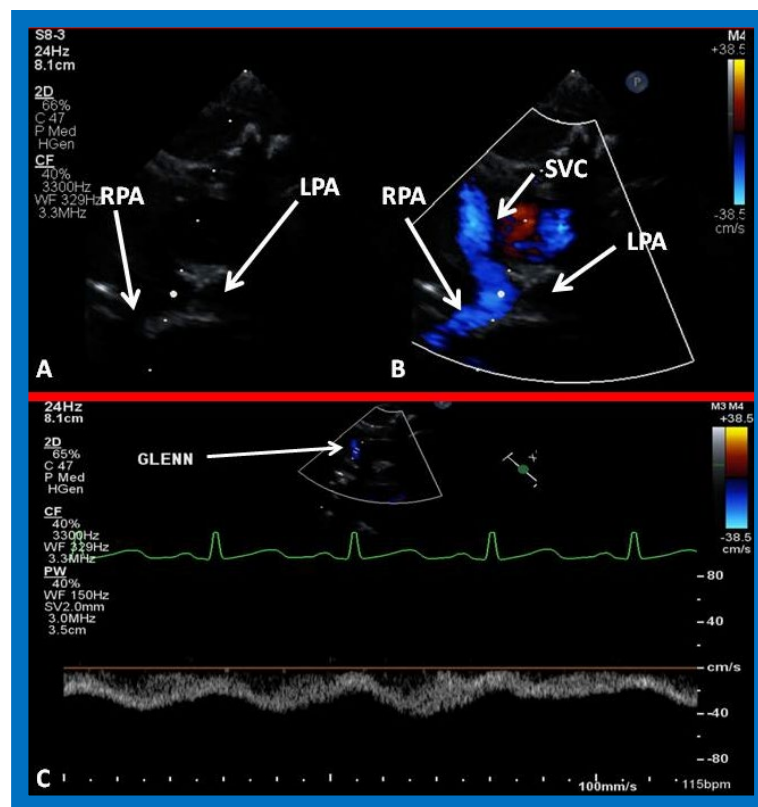 S8-3
24Hz
8.1cm
2D
66%
C 47
P Med
HGen
CF
40%
3300Hz
WF 329Hz
3.3MHz
RPA
LPA
A
M4
+38.5
P
SVC
RPA
LPA
-38.5
cm/s
B
24Hz
8.1cm
2D
65%
C 47
P Med
HGen
CF
40%
3300Hz
WF 329Hz
3.3MHz
PW
40%
WF 150Hz
SV2.0mm
3.0MHz
3.5cm
GLENN
M3 M4
+38.5
-38.5
cm/s
-80
-40
cm/s
-40
-80
C
100mm/s
115bpm